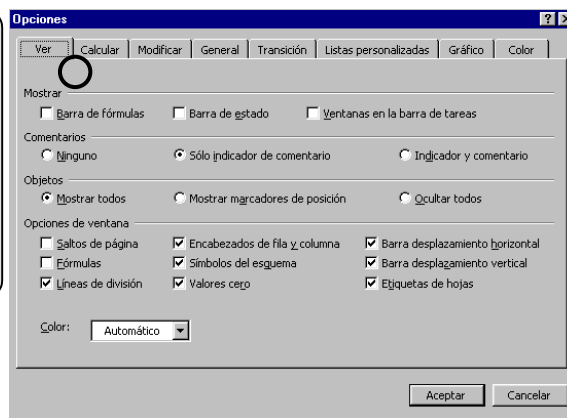 Opciones
Ver Calcular Modificar General Transición Listas personalizadas Gráfico Color
Mostrar
Barra de fórmulas Barra de estado Ventanas en la barra de tareas
Comentarios
Ninguno Sólo indicador de comentario Indicador y comentario
Objetos
Mostrar todos Mostrar marcadores de posición Ocultar todos
Opciones de ventana
Saltos de página Encabezados de fila y columna Barra desplazamiento horizontal
Fórmulas Símbolos del esquema Barra desplazamiento vertical
Líneas de división Valores cero Etiquetas de hojas
Color: Automático
Aceptar Cancelar